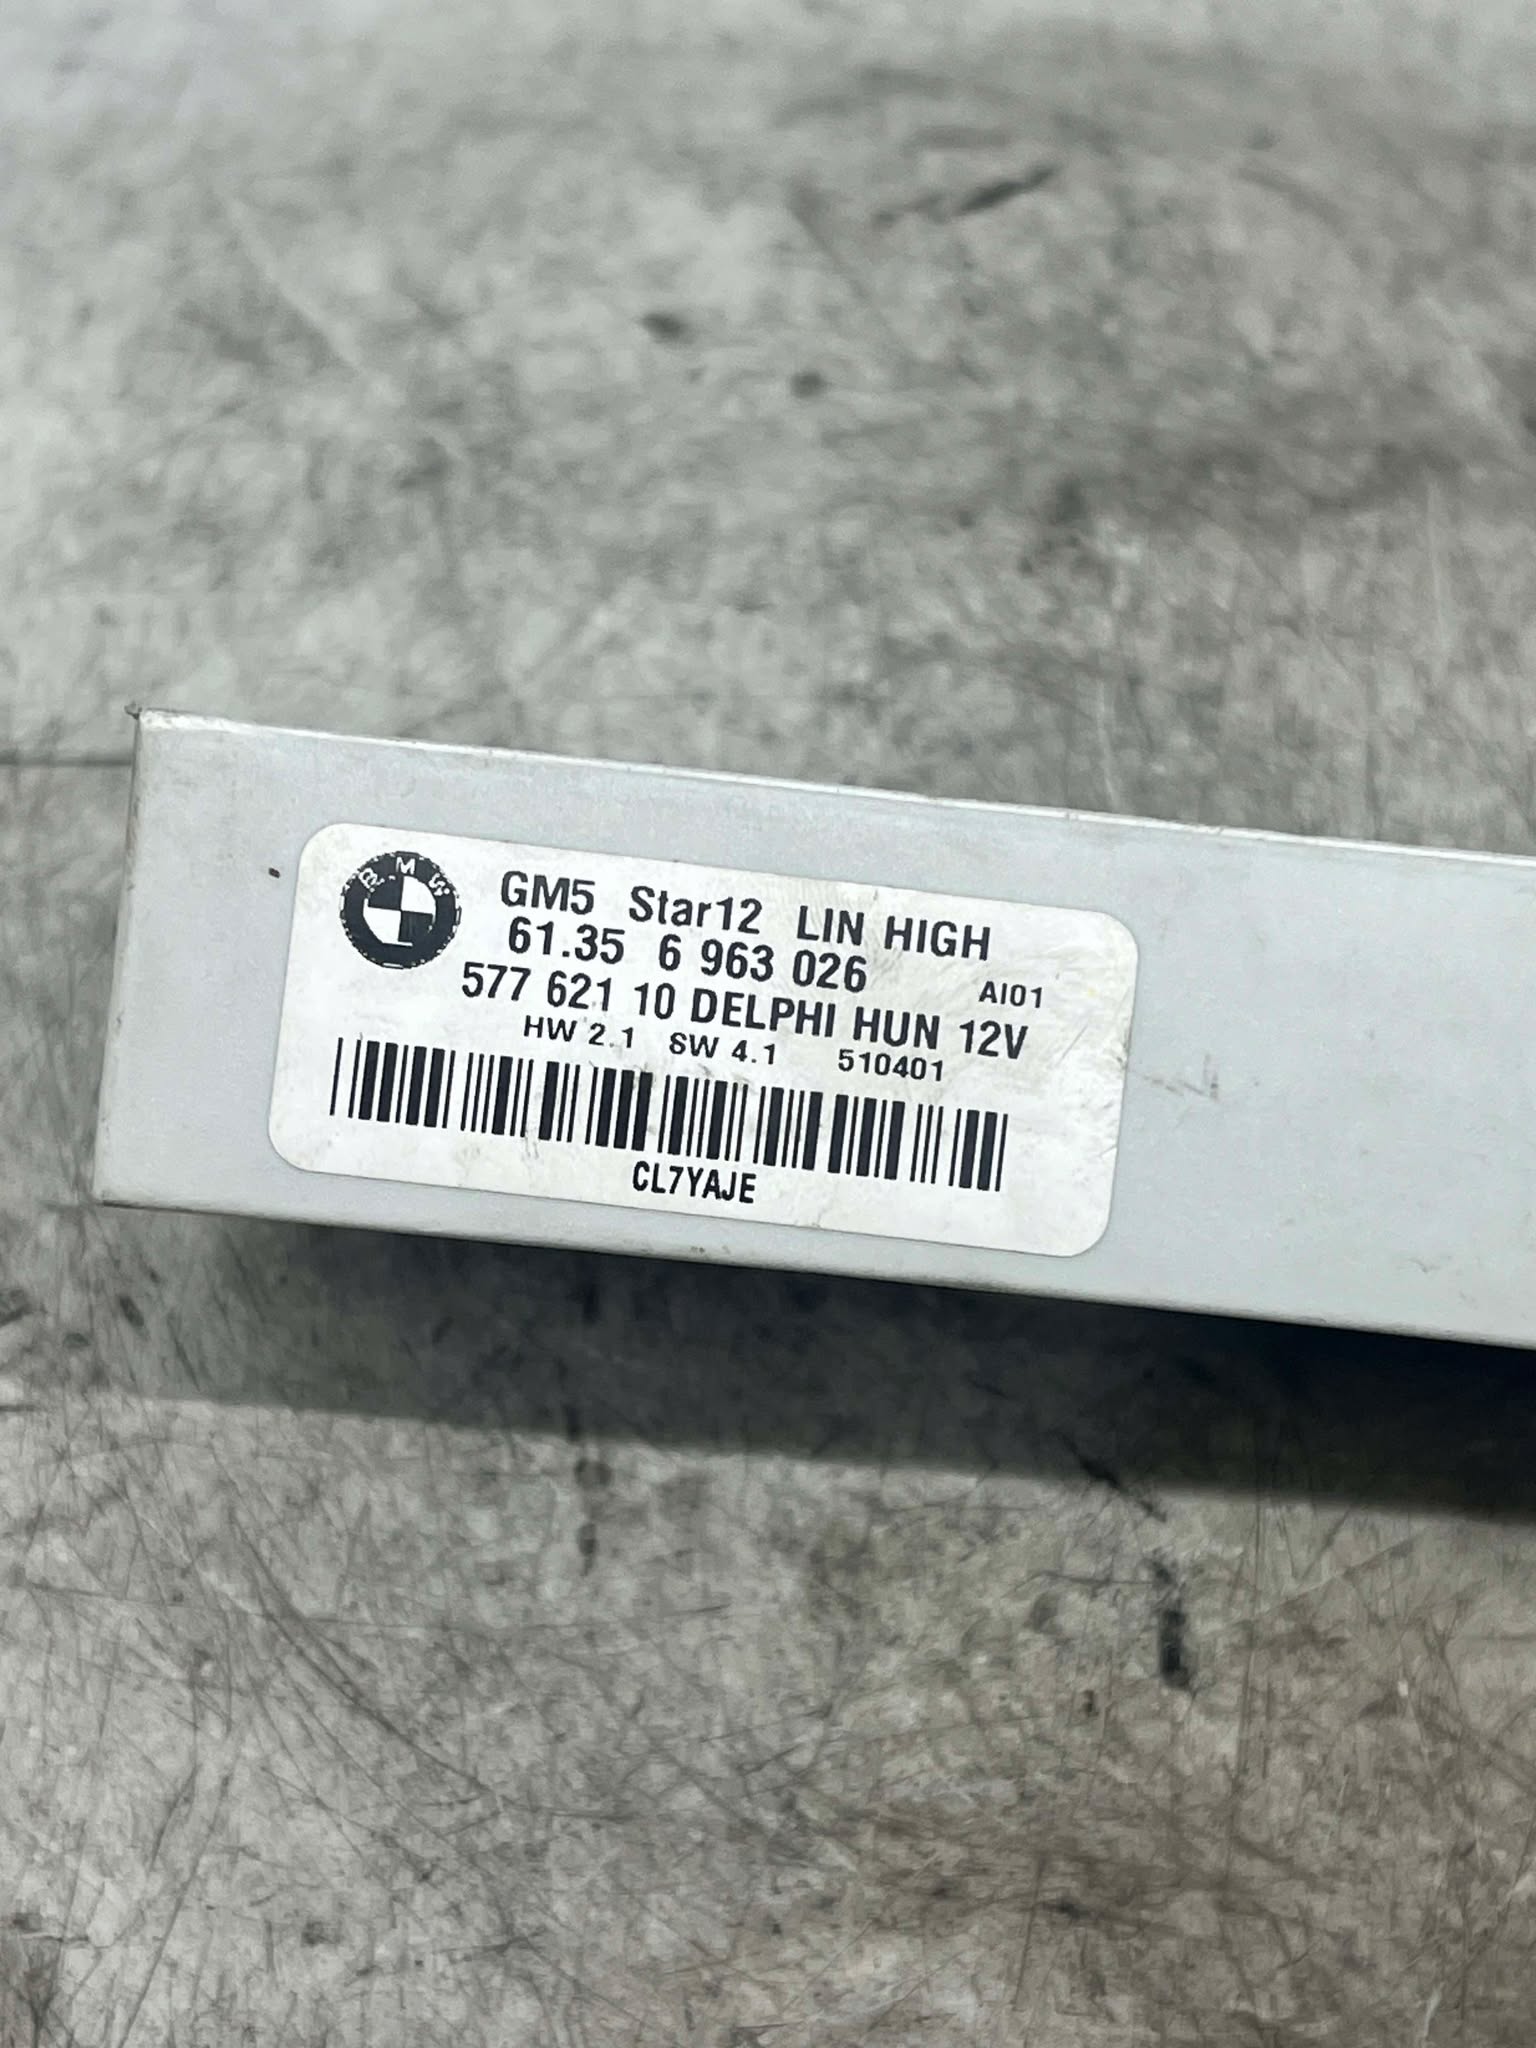 BMW
GM5 Star12 LIN HIGH
61.35 6 963 026 AI01
577 621 10 DELPHI HUN 12V
HW 2.1 SW 4.1 510401
CL7YAJE